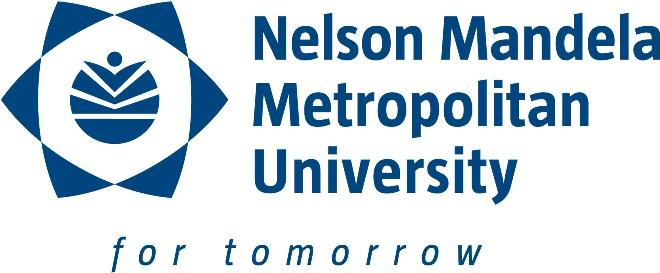 Nelson Mandela
Metropolitan
University
for tomorrow